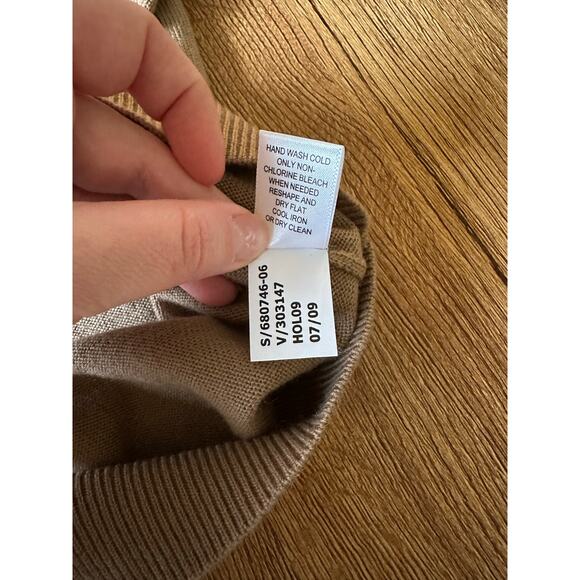 HAND WASH COLD
ONLY NON-
CHLORINE BLEACH
WHEN NEEDED
RESHAPE AND
DRY FLAT
COOL IRON
OR DRY CLEAN
S/680746-06
V/303147
HOL09
07/09